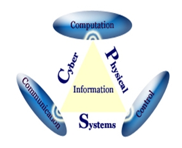 Computation
Cyber
Physical
Information
Communication
Control
Systems